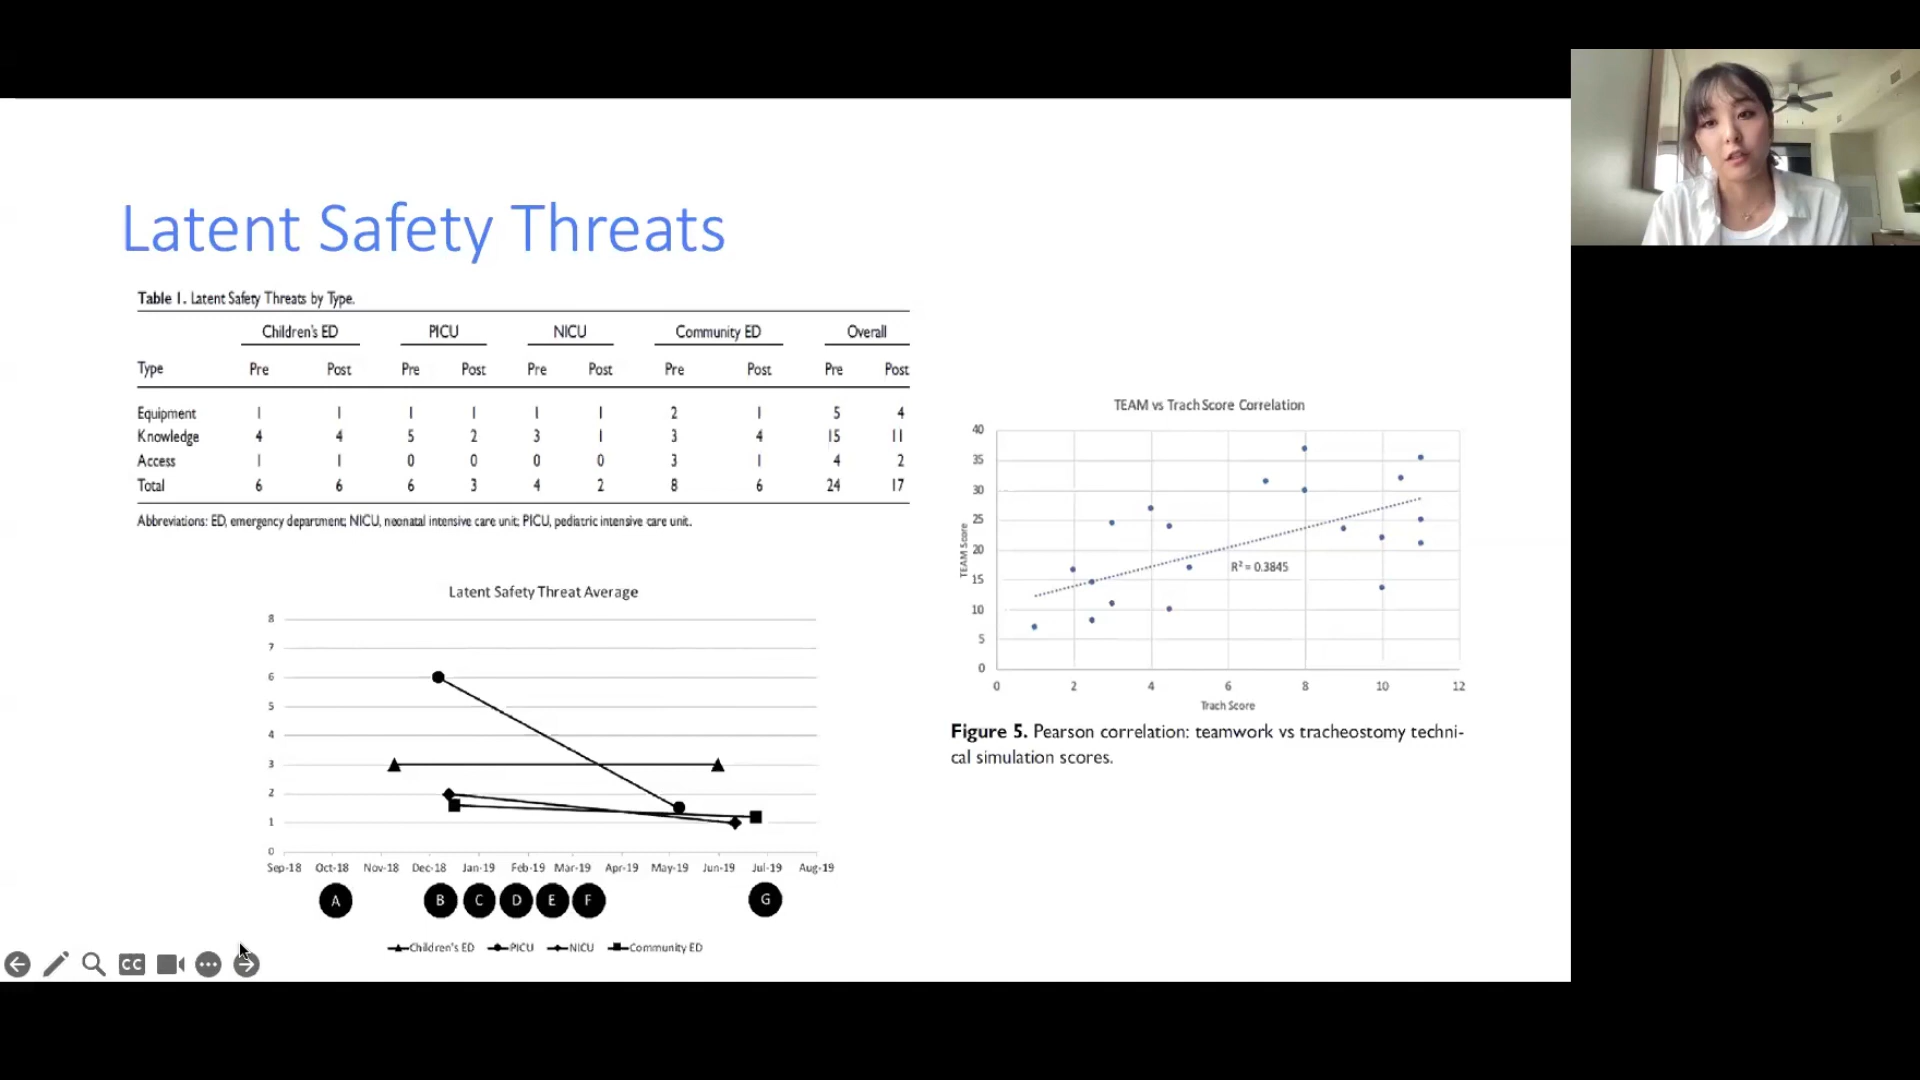 Latent Safety Threats
Table 1. Latent Safety Threats by Type.
Children's ED PICU NICU Community ED Overall
Type Pre Post Pre Post Pre Post Pre Post Pre Post
Equipment 1 1 1 1 1 1 2 1 5 4
Knowledge 4 4 5 2 3 1 3 4 15 11
Access 1 1 0 0 0 0 3 1 4 2
Total 6 6 6 3 4 2 8 6 24 17
Abbreviations: ED, emergency department; NICU, neonatal intensive care unit; PICU, pediatric intensive care unit.
Latent Safety Threat Average
8
7
6
5
4
3
2
1
0
Sep-18 Oct-18 Nov-18 Dec-18 Jan-19 Feb-19 Mar-19 Apr-19 May-19 Jun-19 Jul-19 Aug-19
A B C D E F G
Children's ED PICU NICU Community ED
TEAM vs Trach Score Correlation
40
35
30
25
20
15
10
5
0
TEAM Score
R² = 0.3845
0 2 4 6 8 10 12
Trach Score
Figure 5. Pearson correlation: teamwork vs tracheostomy techni-
cal simulation scores.
CC